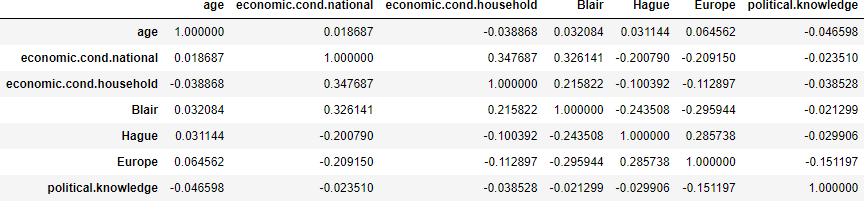 age economic.cond.national economic.cond.household Blair Hague Europe political.knowledge
age 1.000000 0.018687 -0.038868 0.032084 0.031144 0.064562 -0.046598
economic.cond.national 0.018687 1.000000 0.347687 0.326141 -0.200790 -0.209150 -0.023510
economic.cond.household -0.038868 0.347687 1.000000 0.215822 -0.100392 -0.112897 -0.038528
Blair 0.032084 0.326141 0.215822 1.000000 -0.243508 -0.295944 -0.021299
Hague 0.031144 -0.200790 -0.100392 -0.243508 1.000000 0.285738 -0.029906
Europe 0.064562 -0.209150 -0.112897 -0.295944 0.285738 1.000000 -0.151197
political.knowledge -0.046598 -0.023510 -0.038528 -0.021299 -0.029906 -0.151197 1.000000